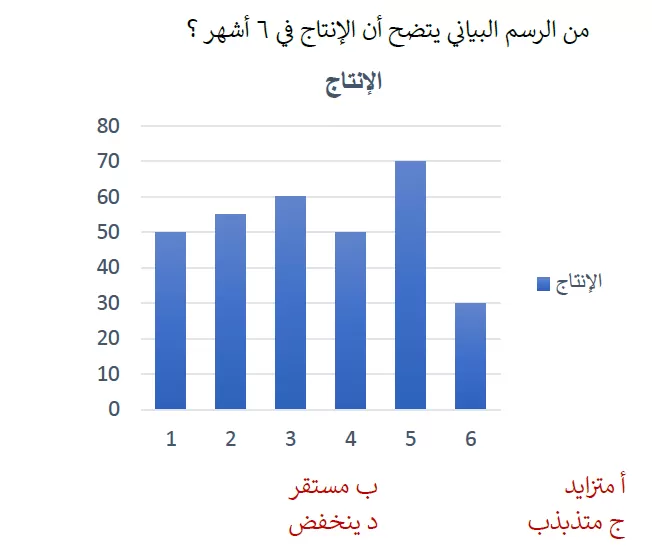 من الرسم البياني يتضح أن الإنتاج في ٦ أشهر ؟
الإنتاج
80
70
60
50
40
30
20
10
0
1 2 3 4 5 6
الإنتاج
أ متزايد ب مستقر
ج متذبذب د ينخفض